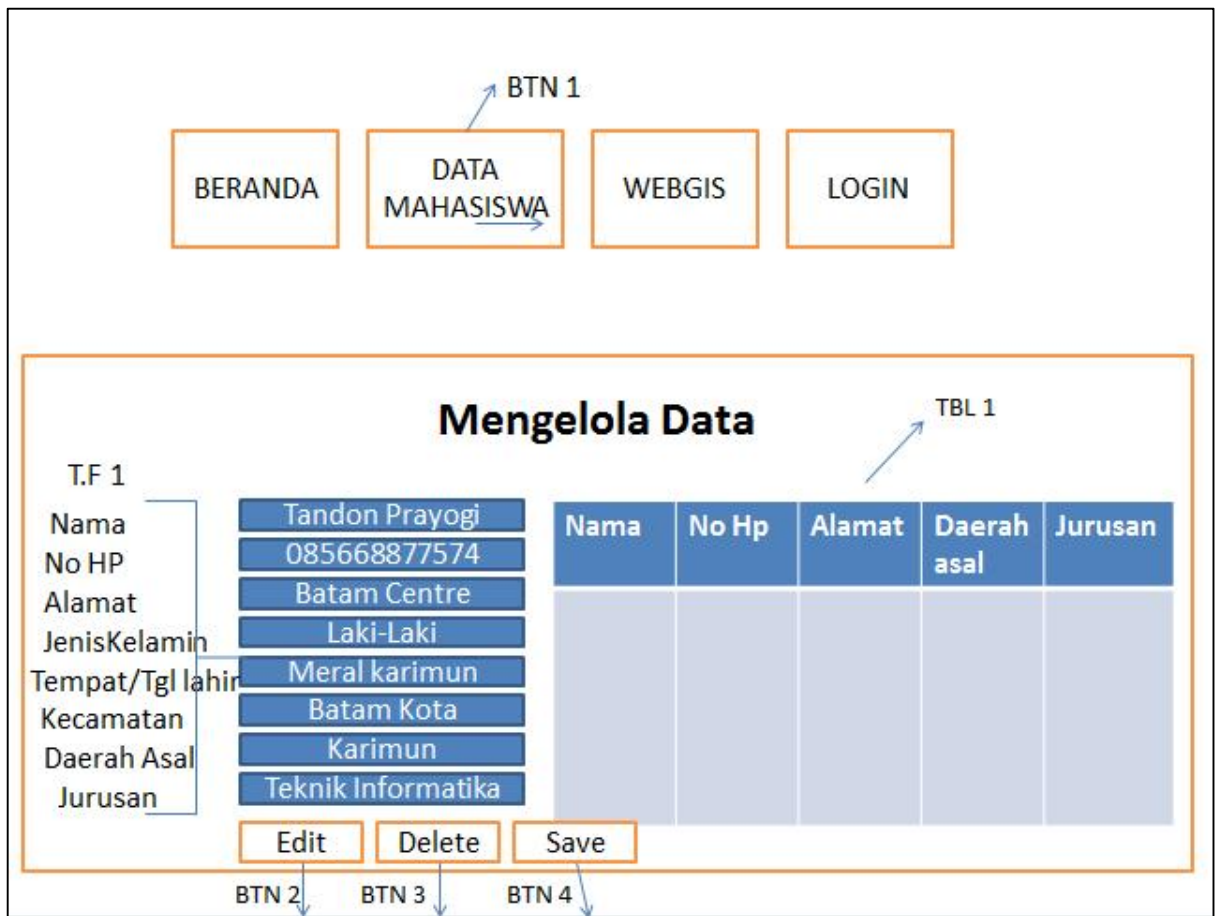 BTN 1
BERANDA
DATA
MAHASISWA
WEBGIS
LOGIN
Mengelola Data
TBL 1
T.F 1
Nama
Tandon Prayogi
No HP
085668877574
Alamat
Batam Centre
JenisKelamin
Laki-Laki
Tempat/Tgl lahir
Meral karimun
Kecamatan
Batam Kota
Daerah Asal
Karimun
Jurusan
Teknik Informatika
Nama
No Hp
Alamat
Daerah
asal
Jurusan
Edit
Delete
Save
BTN 2
BTN 3
BTN 4